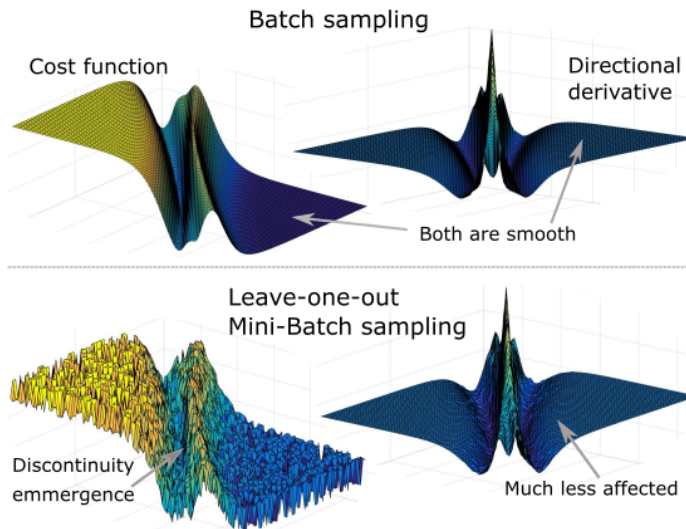 Batch sampling
Cost function
Directional
derivative
Both are smooth
Leave-one-out
Mini-Batch sampling
Discontinuity
emmergence
Much less affected